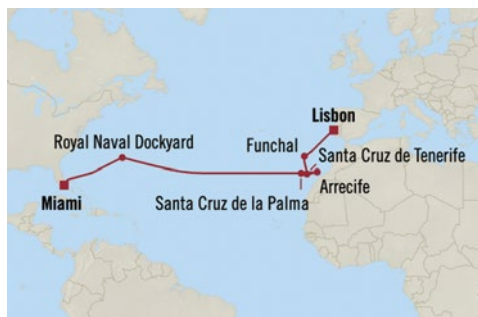 Lisbon
Royal Naval Dockyard
Funchal
Santa Cruz de Tenerife
Arrecife
Miami
Santa Cruz de la Palma